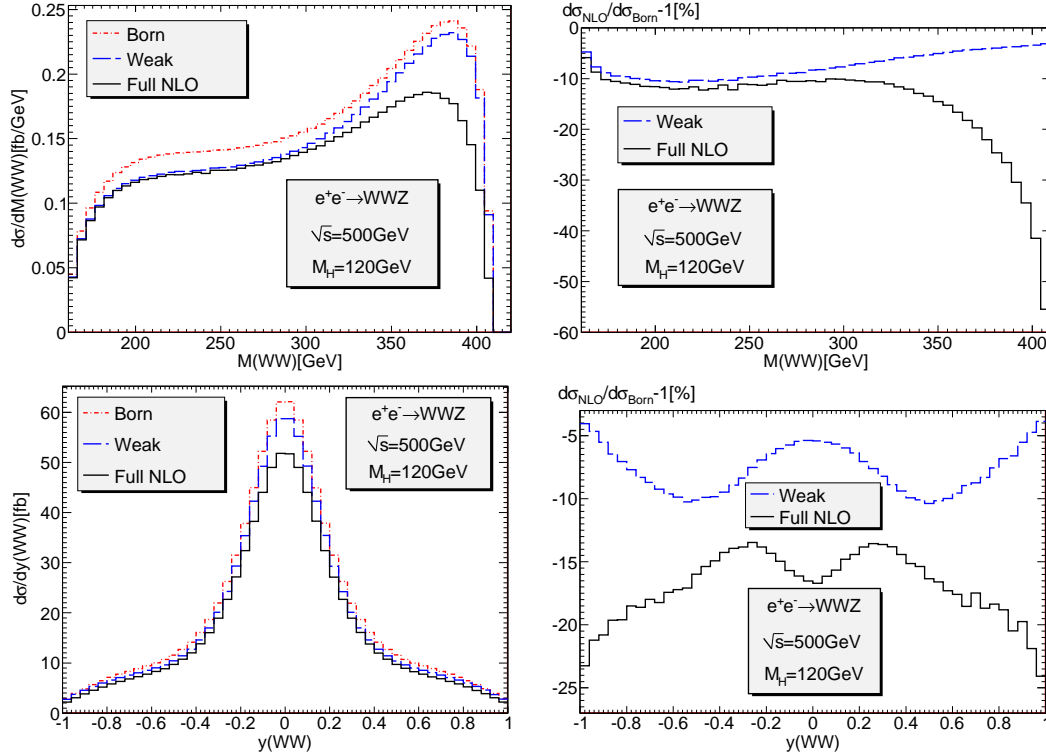 dσ/dM(WW)[fb/GeV]
0.25
0.2
0.15
0.1
0.05
0
Born
Weak
Full NLO
e⁺e⁻→WWZ
√s=500GeV
M_H=120GeV
200 250 300 350 400
M(WW)[GeV]
dσ_NLO/dσ_Born-1[%]
0
-10
-20
-30
-40
-50
-60
Weak
Full NLO
e⁺e⁻→WWZ
√s=500GeV
M_H=120GeV
200 250 300 350 400
M(WW)[GeV]
dσ/dy(WW)[fb]
60
50
40
30
20
10
0
Born
Weak
Full NLO
e⁺e⁻→WWZ
√s=500GeV
M_H=120GeV
-1 -0.8 -0.6 -0.4 -0.2 0 0.2 0.4 0.6 0.8 1
y(WW)
dσ_NLO/dσ_Born-1[%]
-5
-10
-15
-20
-25
Weak
Full NLO
e⁺e⁻→WWZ
√s=500GeV
M_H=120GeV
-1 -0.8 -0.6 -0.4 -0.2 0 0.2 0.4 0.6 0.8 1
y(WW)